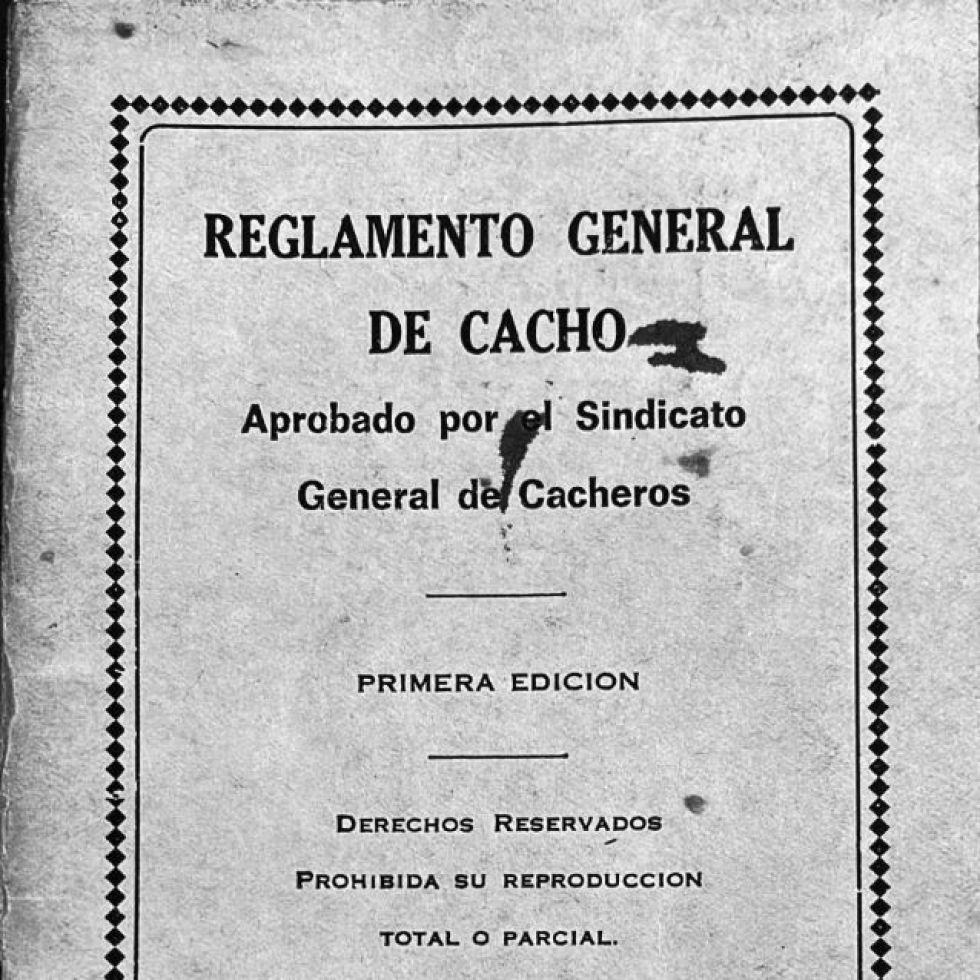 REGLAMENTO GENERAL
DE CACHO
Aprobado por el Sindicato
General de Cacheros
PRIMERA EDICION
DERECHOS RESERVADOS
PROHIBIDA SU REPRODUCCION
TOTAL O PARCIAL.